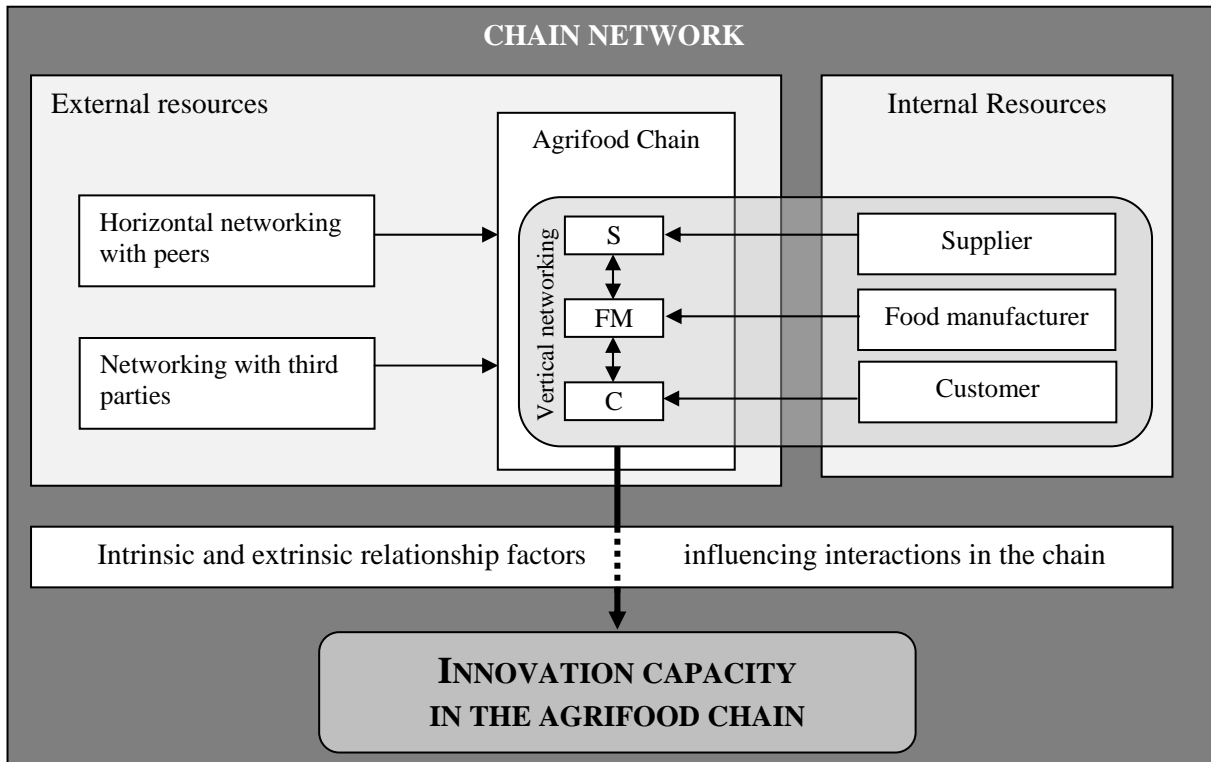 CHAIN NETWORK
External resources
Internal Resources
Agrifood Chain
Horizontal networking
with peers
Networking with third
parties
Vertical networking
S
FM
C
Supplier
Food manufacturer
Customer
Intrinsic and extrinsic relationship factors influencing interactions in the chain
INNOVATION CAPACITY
IN THE AGRIFOOD CHAIN